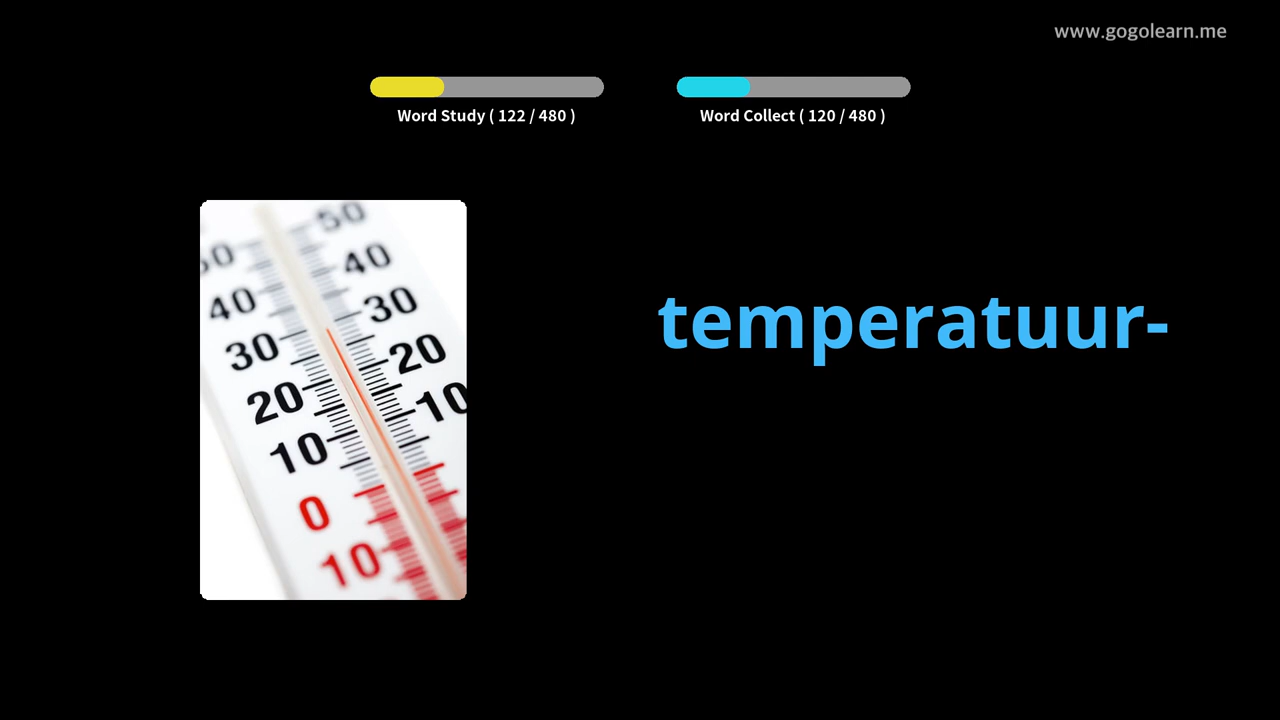 www.gogolearn.me
Word Study ( 122 / 480 )
Word Collect ( 120 / 480 )
50
40 40
30 30
20 20
10 10
0
10
temperatuur-